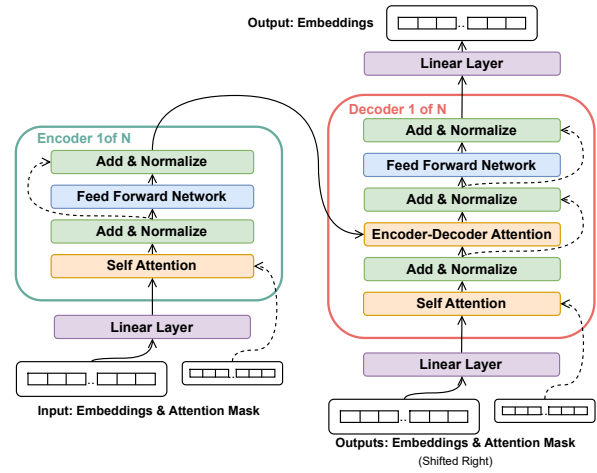 Output: Embeddings
Linear Layer
Decoder 1 of N
Add & Normalize
Feed Forward Network
Add & Normalize
Encoder-Decoder Attention
Add & Normalize
Self Attention
Linear Layer
Outputs: Embeddings & Attention Mask
(Shifted Right)
Encoder 1of N
Add & Normalize
Feed Forward Network
Add & Normalize
Self Attention
Linear Layer
Input: Embeddings & Attention Mask